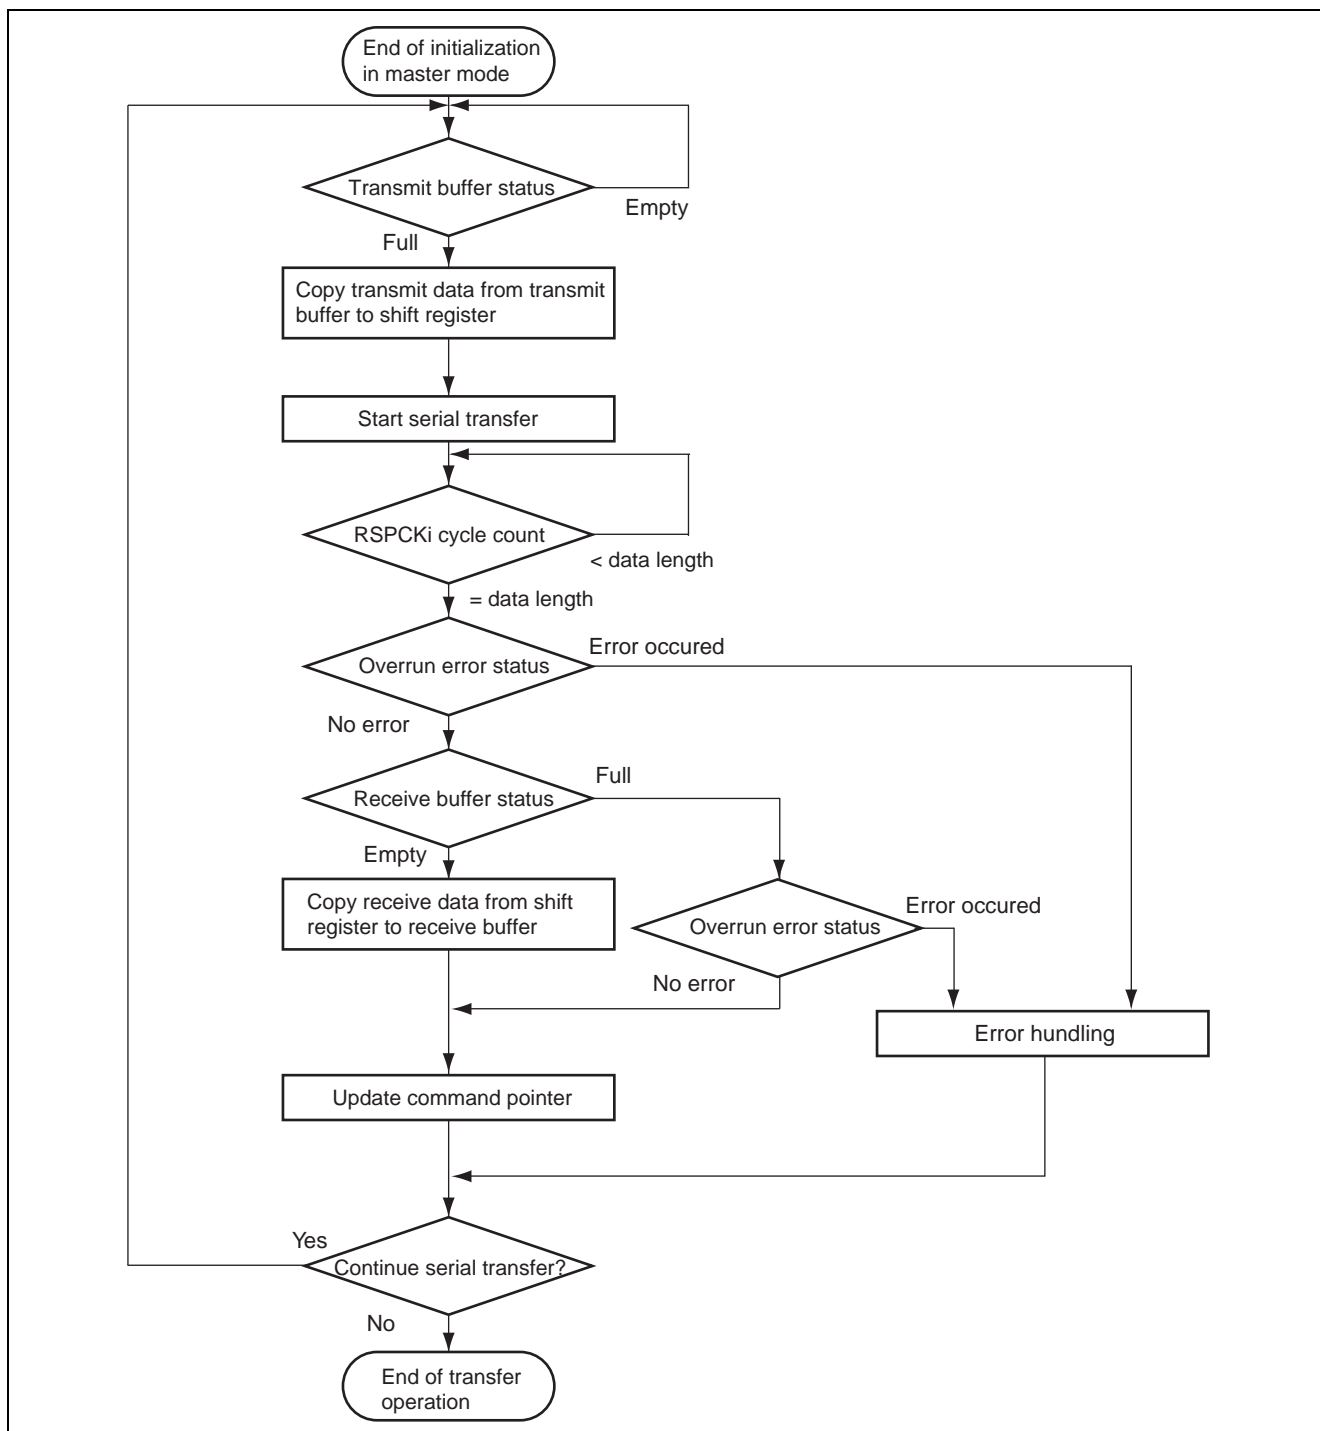 End of initialization
in master mode
Transmit buffer status
Empty
Full
Copy transmit data from transmit
buffer to shift register
Start serial transfer
RSPCKi cycle count
< data length
= data length
Error occured
Overrun error status
No error
Full
Receive buffer status
Empty
Copy receive data from shift
register to receive buffer
Error occured
Overrun error status
No error
Error hundling
Update command pointer
Yes
Continue serial transfer?
No
End of transfer
operation